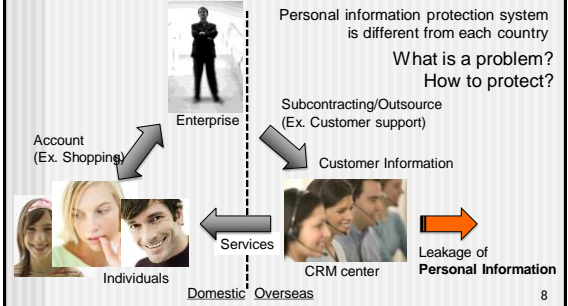 Personal information protection system
is different from each country
What is a problem?
How to protect?
Enterprise
Subcontracting/Outsource
(Ex. Customer support)
Account
(Ex. Shopping)
Customer Information
Services
Individuals
CRM center
Leakage of
Personal Information
Domestic Overseas
8